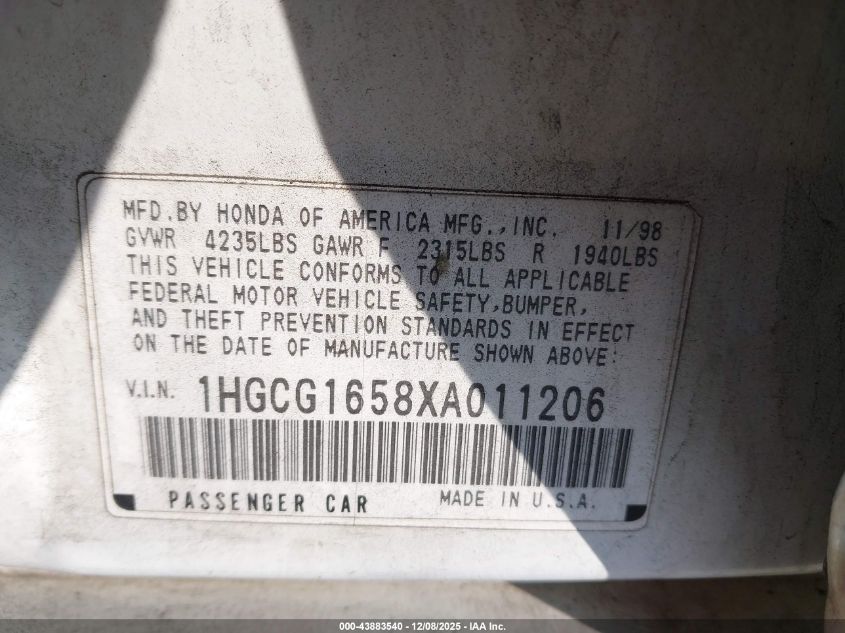 MFD.BY HONDA OF AMERICA MFG.,INC. 11/98
GVWR 4235LBS GAWR F 2315LBS R 1940LBS
THIS VEHICLE CONFORMS TO ALL APPLICABLE
FEDERAL MOTOR VEHICLE SAFETY,BUMPER,
AND THEFT PREVENTION STANDARDS IN EFFECT
ON THE DATE OF MANUFACTURE SHOWN ABOVE:
V.I.N. 1HGCG1658XA011206
PASSENGER CAR MADE IN U.S.A.
000-43883540 - 12/08/2025 - IAA Inc.